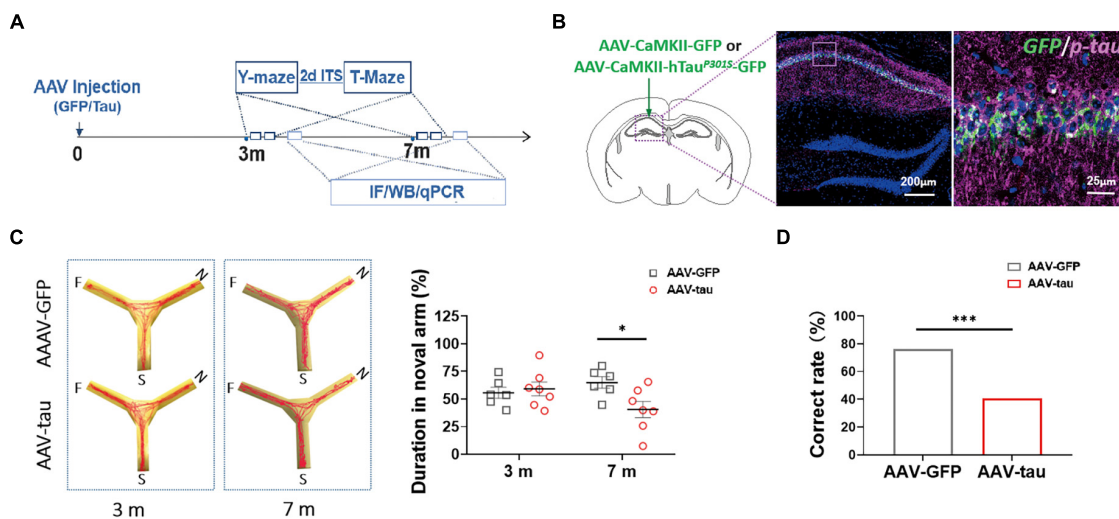 A
Y-maze 2d ITS T-Maze
AAV Injection
(GFP/Tau)
0
3m
7m
IF/WB/qPCR
B
AAV-CaMKII-GFP or
AAV-CaMKII-hTauP301S-GFP
200μm
GFP/p-tau
25μm
C
AAAV-GFP
AAV-tau
F N
S
F N
S
F N
S
F N
S
3 m
7 m
AAV-GFP
AAV-tau
Duration in noval arm (%)
125
100
75
50
25
0
*
3 m
7 m
D
AAV-GFP
AAV-tau
Correct rate (%)
100
80
60
40
20
0
***
AAV-GFP
AAV-tau